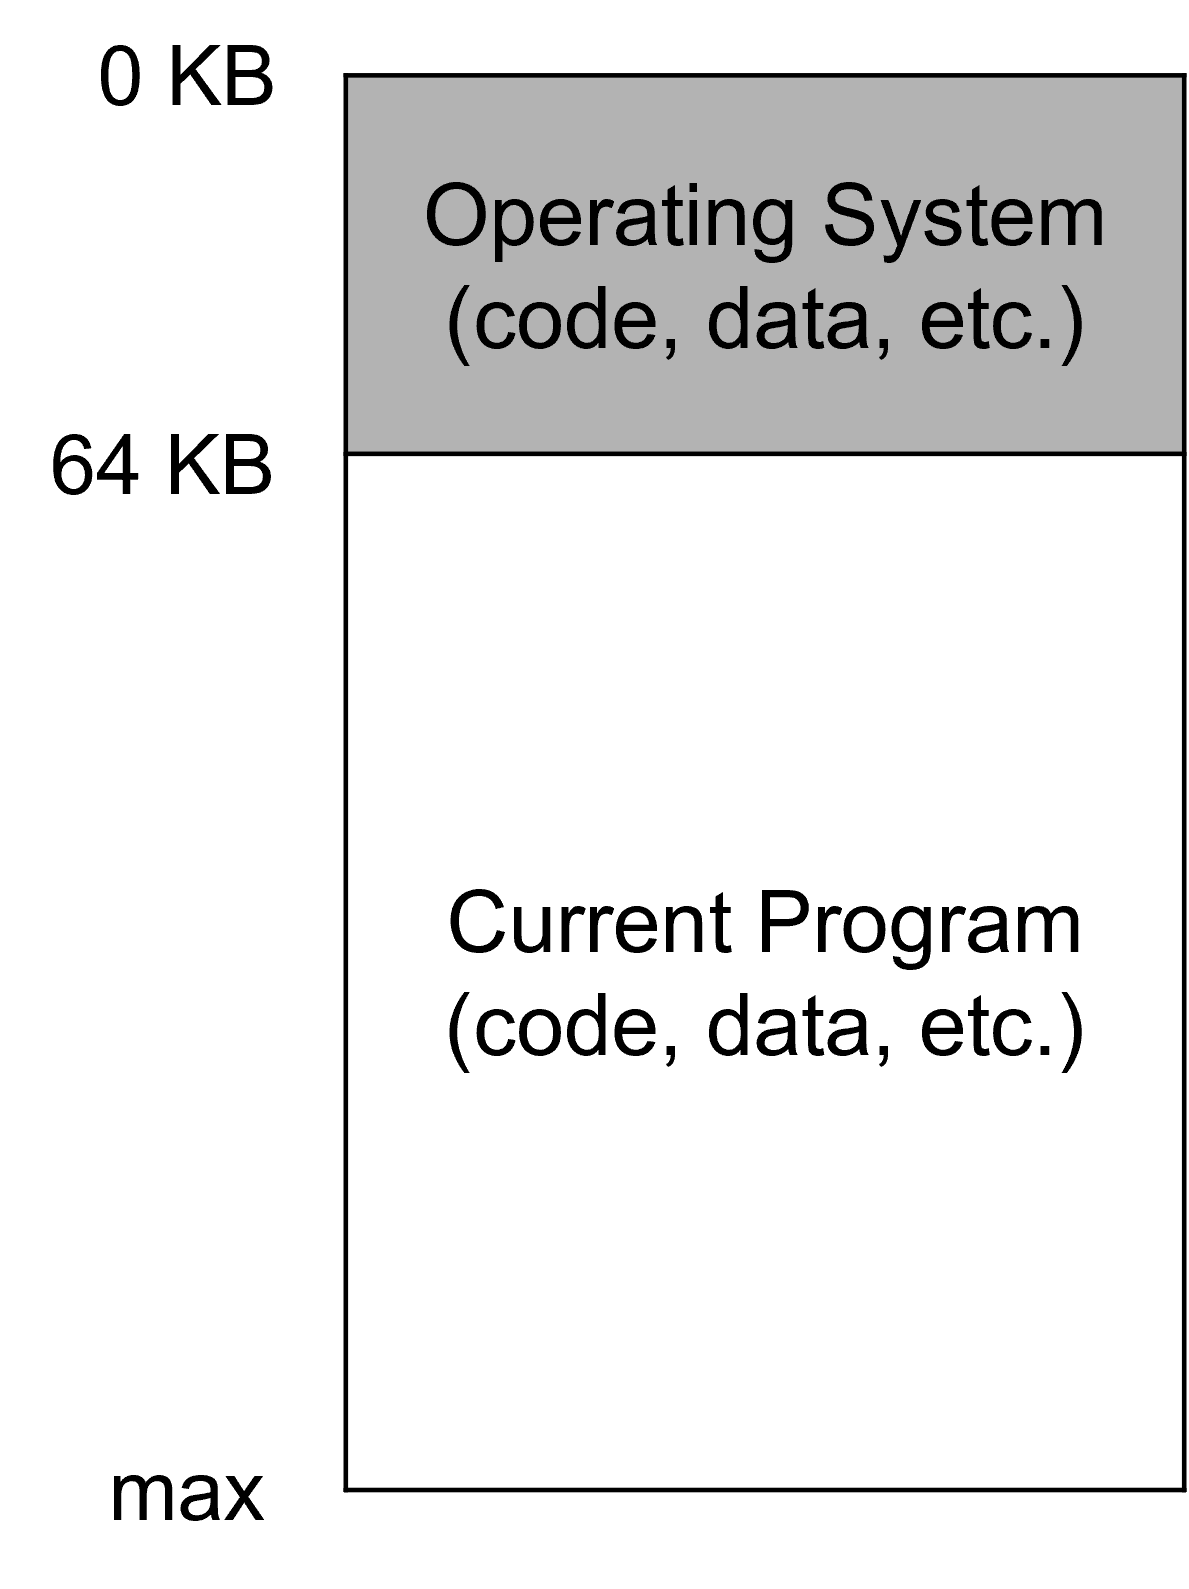 0 KB
Operating System
(code, data, etc.)
64 KB
Current Program
(code, data, etc.)
max